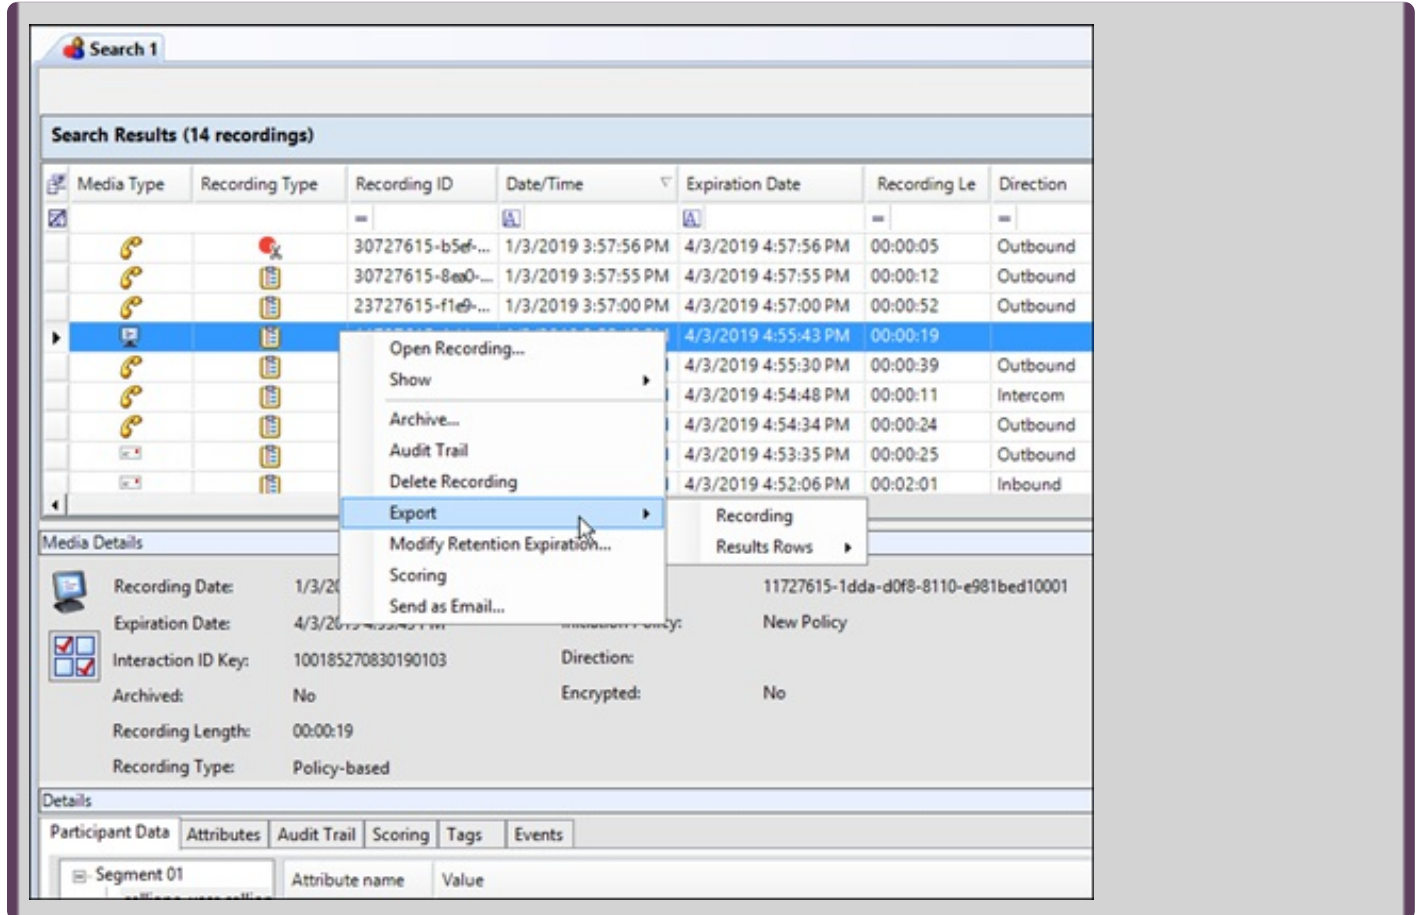 Search 1
Search Results (14 recordings)
Media Type Recording Type Recording ID Date/Time Expiration Date Recording Le Direction
= A A = =
30727615-b5ef-... 1/3/2019 3:57:56 PM 4/3/2019 4:57:56 PM 00:00:05 Outbound
30727615-8ea0-... 1/3/2019 3:57:55 PM 4/3/2019 4:57:55 PM 00:00:12 Outbound
23727615-f1e9-... 1/3/2019 3:57:00 PM 4/3/2019 4:57:00 PM 00:00:52 Outbound
4/3/2019 4:55:43 PM 00:00:19
Open Recording...
4/3/2019 4:55:30 PM 00:00:39 Outbound
Show
4/3/2019 4:54:48 PM 00:00:11 Intercom
Archive...
4/3/2019 4:54:34 PM 00:00:24 Outbound
Audit Trail
4/3/2019 4:53:35 PM 00:00:25 Outbound
Delete Recording
4/3/2019 4:52:06 PM 00:02:01 Inbound
Export
Recording
Modify Retention Expiration...
Results Rows
Scoring
Send as Email...
Media Details
Recording Date: 1/3/20 11727615-1dda-d0f8-8110-e981bed10001
Expiration Date: 4/3/20 New Policy
Interaction ID Key: 100185270830190103 Direction:
Archived: No Encrypted: No
Recording Length: 00:00:19
Recording Type: Policy-based
Details
Participant Data Attributes Audit Trail Scoring Tags Events
Segment 01 Attribute name Value